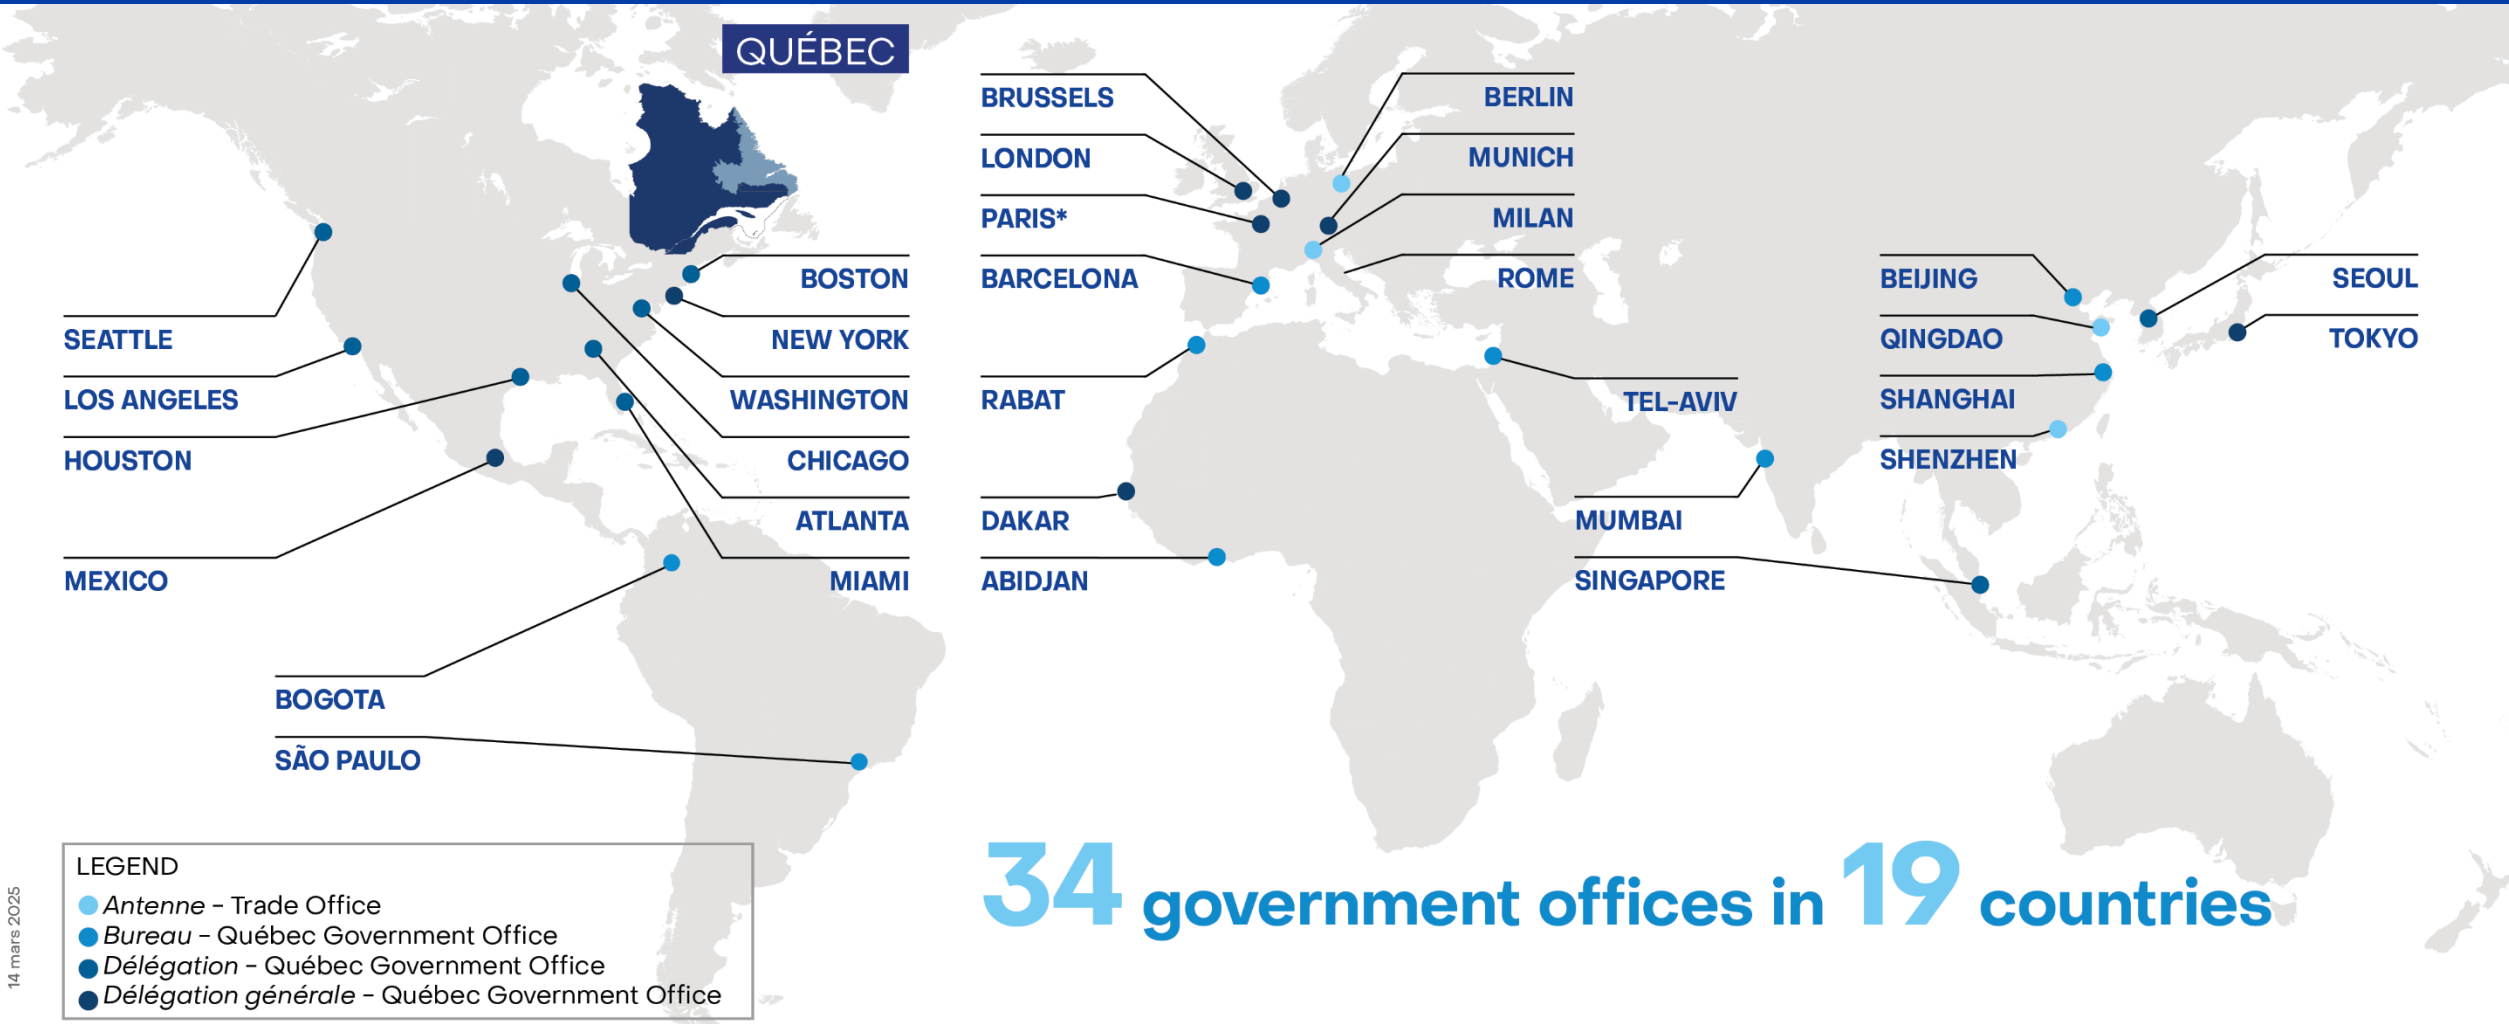 QUÉBEC
BRUSSELS
LONDON
PARIS*
BARCELONA
RABAT
DAKAR
ABIDJAN
BERLIN
MUNICH
MILAN
ROME
TEL-AVIV
MUMBAI
SINGAPORE
BEIJING
QINGDAO
SHANGHAI
SHENZHEN
SEOUL
TOKYO
SEATTLE
LOS ANGELES
HOUSTON
MEXICO
BOSTON
NEW YORK
WASHINGTON
CHICAGO
ATLANTA
MIAMI
BOGOTA
SÃO PAULO
LEGEND
Antenne – Trade Office
Bureau – Québec Government Office
Délégation – Québec Government Office
Délégation générale – Québec Government Office
34 government offices in 19 countries
14 mars 2025